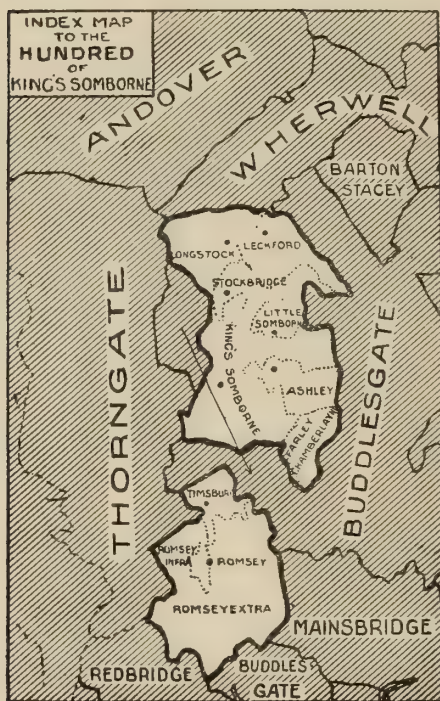 INDEX MAP
TO THE
HUNDRED
OF
KING'S SOMBORNE
ANDOVER
WHERWELL
BARTON
STACEY
LECKFORD
LONGSTOCK
STOCKBRIDGE
LITTLE
SOMBORNE
KING'S SOMBORNE
ASHLEY
FARLEY
CHAMBERLAYNE
THORNGATE
BUDDLESGATE
TIMSBURY
ROMSEY
INFRA
ROMSEY
ROMSEY EXTRA
MAINSBRIDGE
REDBRIDGE
BUDDLES
GATE